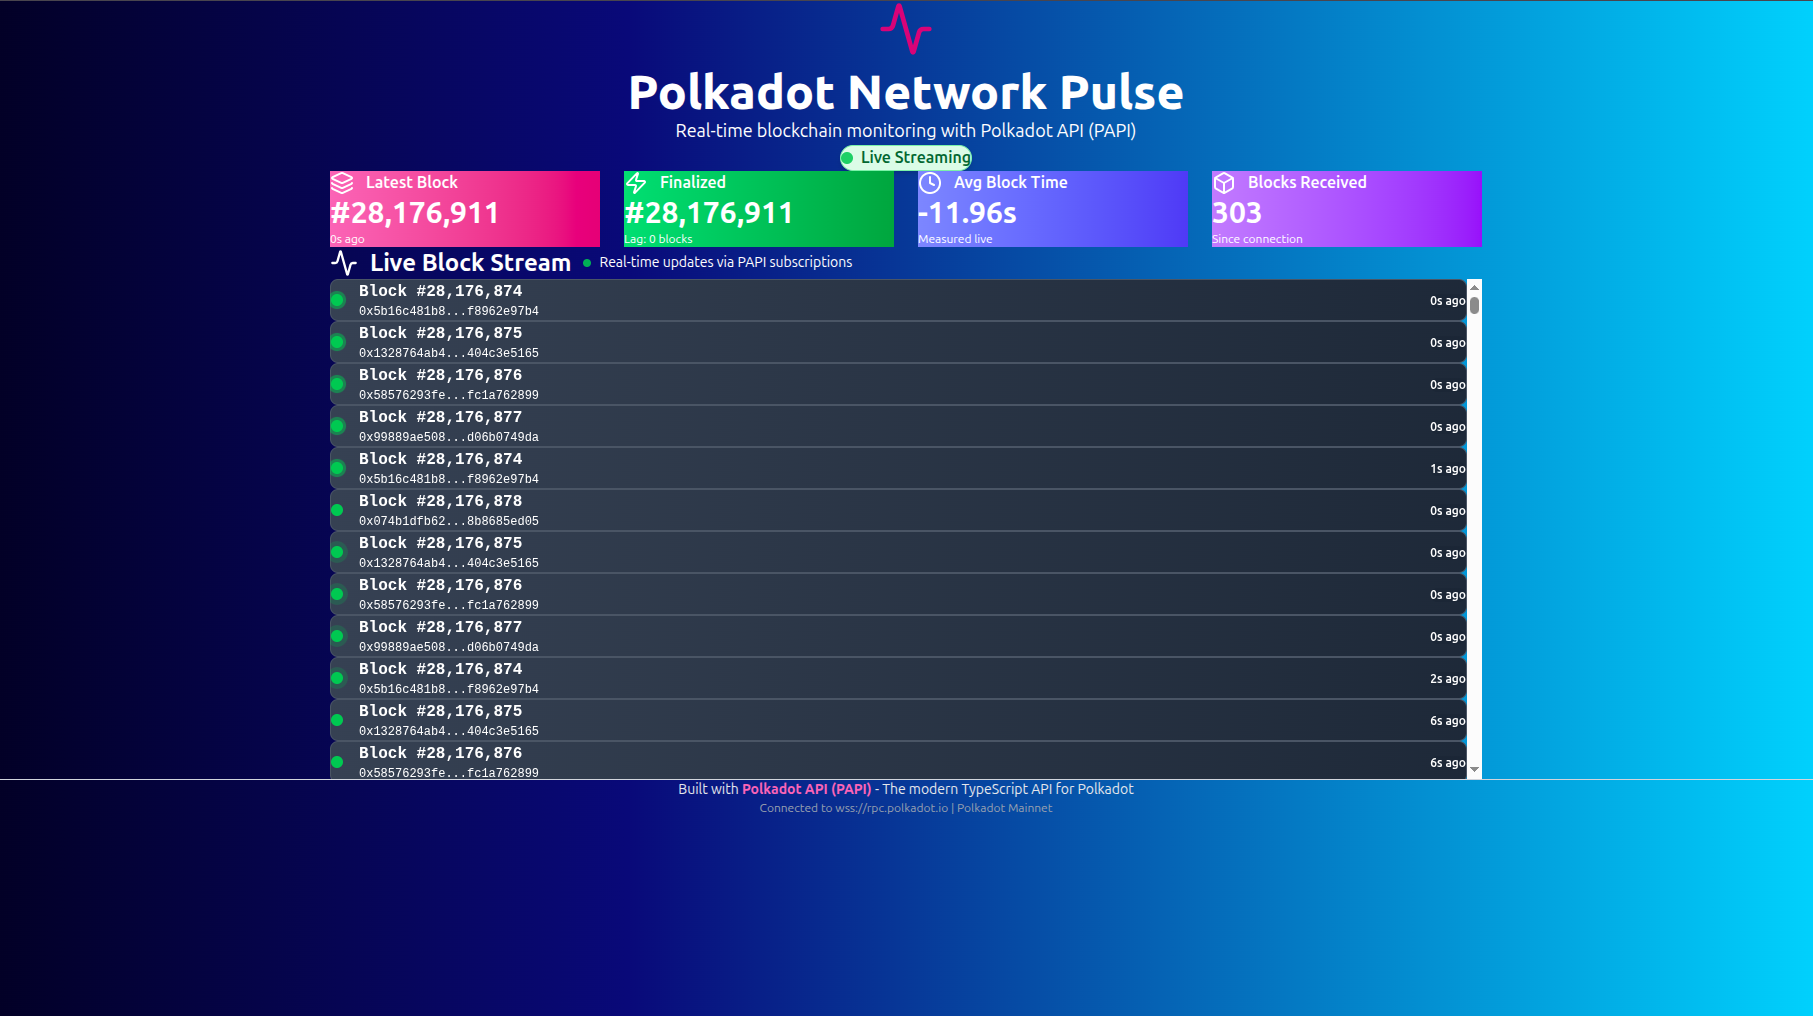 Polkadot Network Pulse
Real-time blockchain monitoring with Polkadot API (PAPI)
Live Streaming
Latest Block
#28,176,911
0s ago
Finalized
#28,176,911
Lag: 0 blocks
Avg Block Time
-11.96s
Measured live
Blocks Received
303
Since connection
Live Block Stream Real-time updates via PAPI subscriptions
Block #28,176,874
0x5b16c481b8...f8962e97b4
0s ago
Block #28,176,875
0x1328764ab4...404c3e5165
0s ago
Block #28,176,876
0x58576293fe...fc1a762899
0s ago
Block #28,176,877
0x99889ae508...d06b0749da
0s ago
Block #28,176,874
0x5b16c481b8...f8962e97b4
1s ago
Block #28,176,878
0x074b1dfb62...8b8685ed05
0s ago
Block #28,176,875
0x1328764ab4...404c3e5165
0s ago
Block #28,176,876
0x58576293fe...fc1a762899
0s ago
Block #28,176,877
0x99889ae508...d06b0749da
0s ago
Block #28,176,874
0x5b16c481b8...f8962e97b4
2s ago
Block #28,176,875
0x1328764ab4...404c3e5165
6s ago
Block #28,176,876
0x58576293fe...fc1a762899
6s ago
Built with Polkadot API (PAPI) - The modern TypeScript API for Polkadot
Connected to wss://rpc.polkadot.io | Polkadot Mainnet